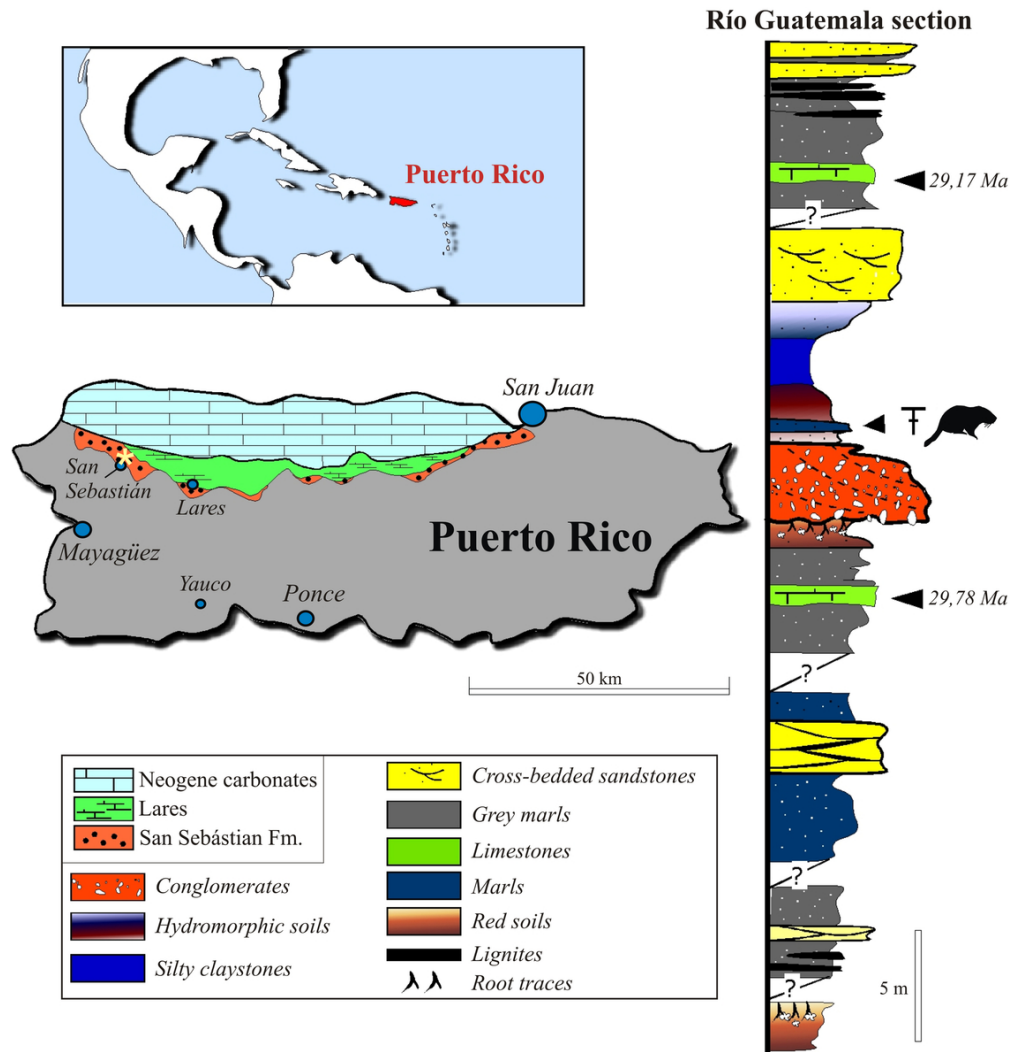 Río Guatemala section
Puerto Rico
29,17 Ma
?
San Juan
San
Sebastián
Lares
Mayagüez
Puerto Rico
Yauco
Ponce
29,78 Ma
?
50 km
?
?
5 m
Neogene carbonates
Lares
San Sebástian Fm.
Conglomerates
Hydromorphic soils
Silty claystones
Cross-bedded sandstones
Grey marls
Limestones
Marls
Red soils
Lignites
Root traces